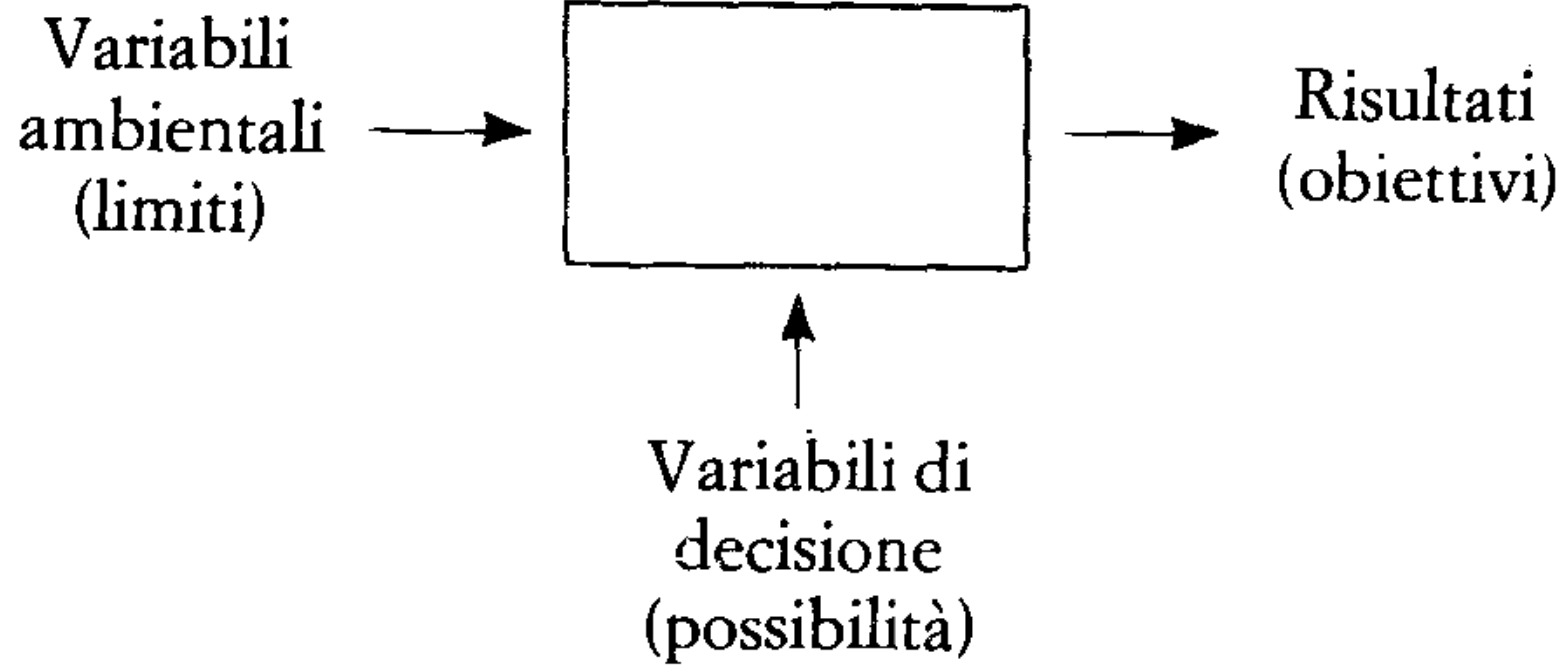 Variabili
ambientali
(limiti)
Risultati
(obiettivi)
Variabili di
decisione
(possibilità)